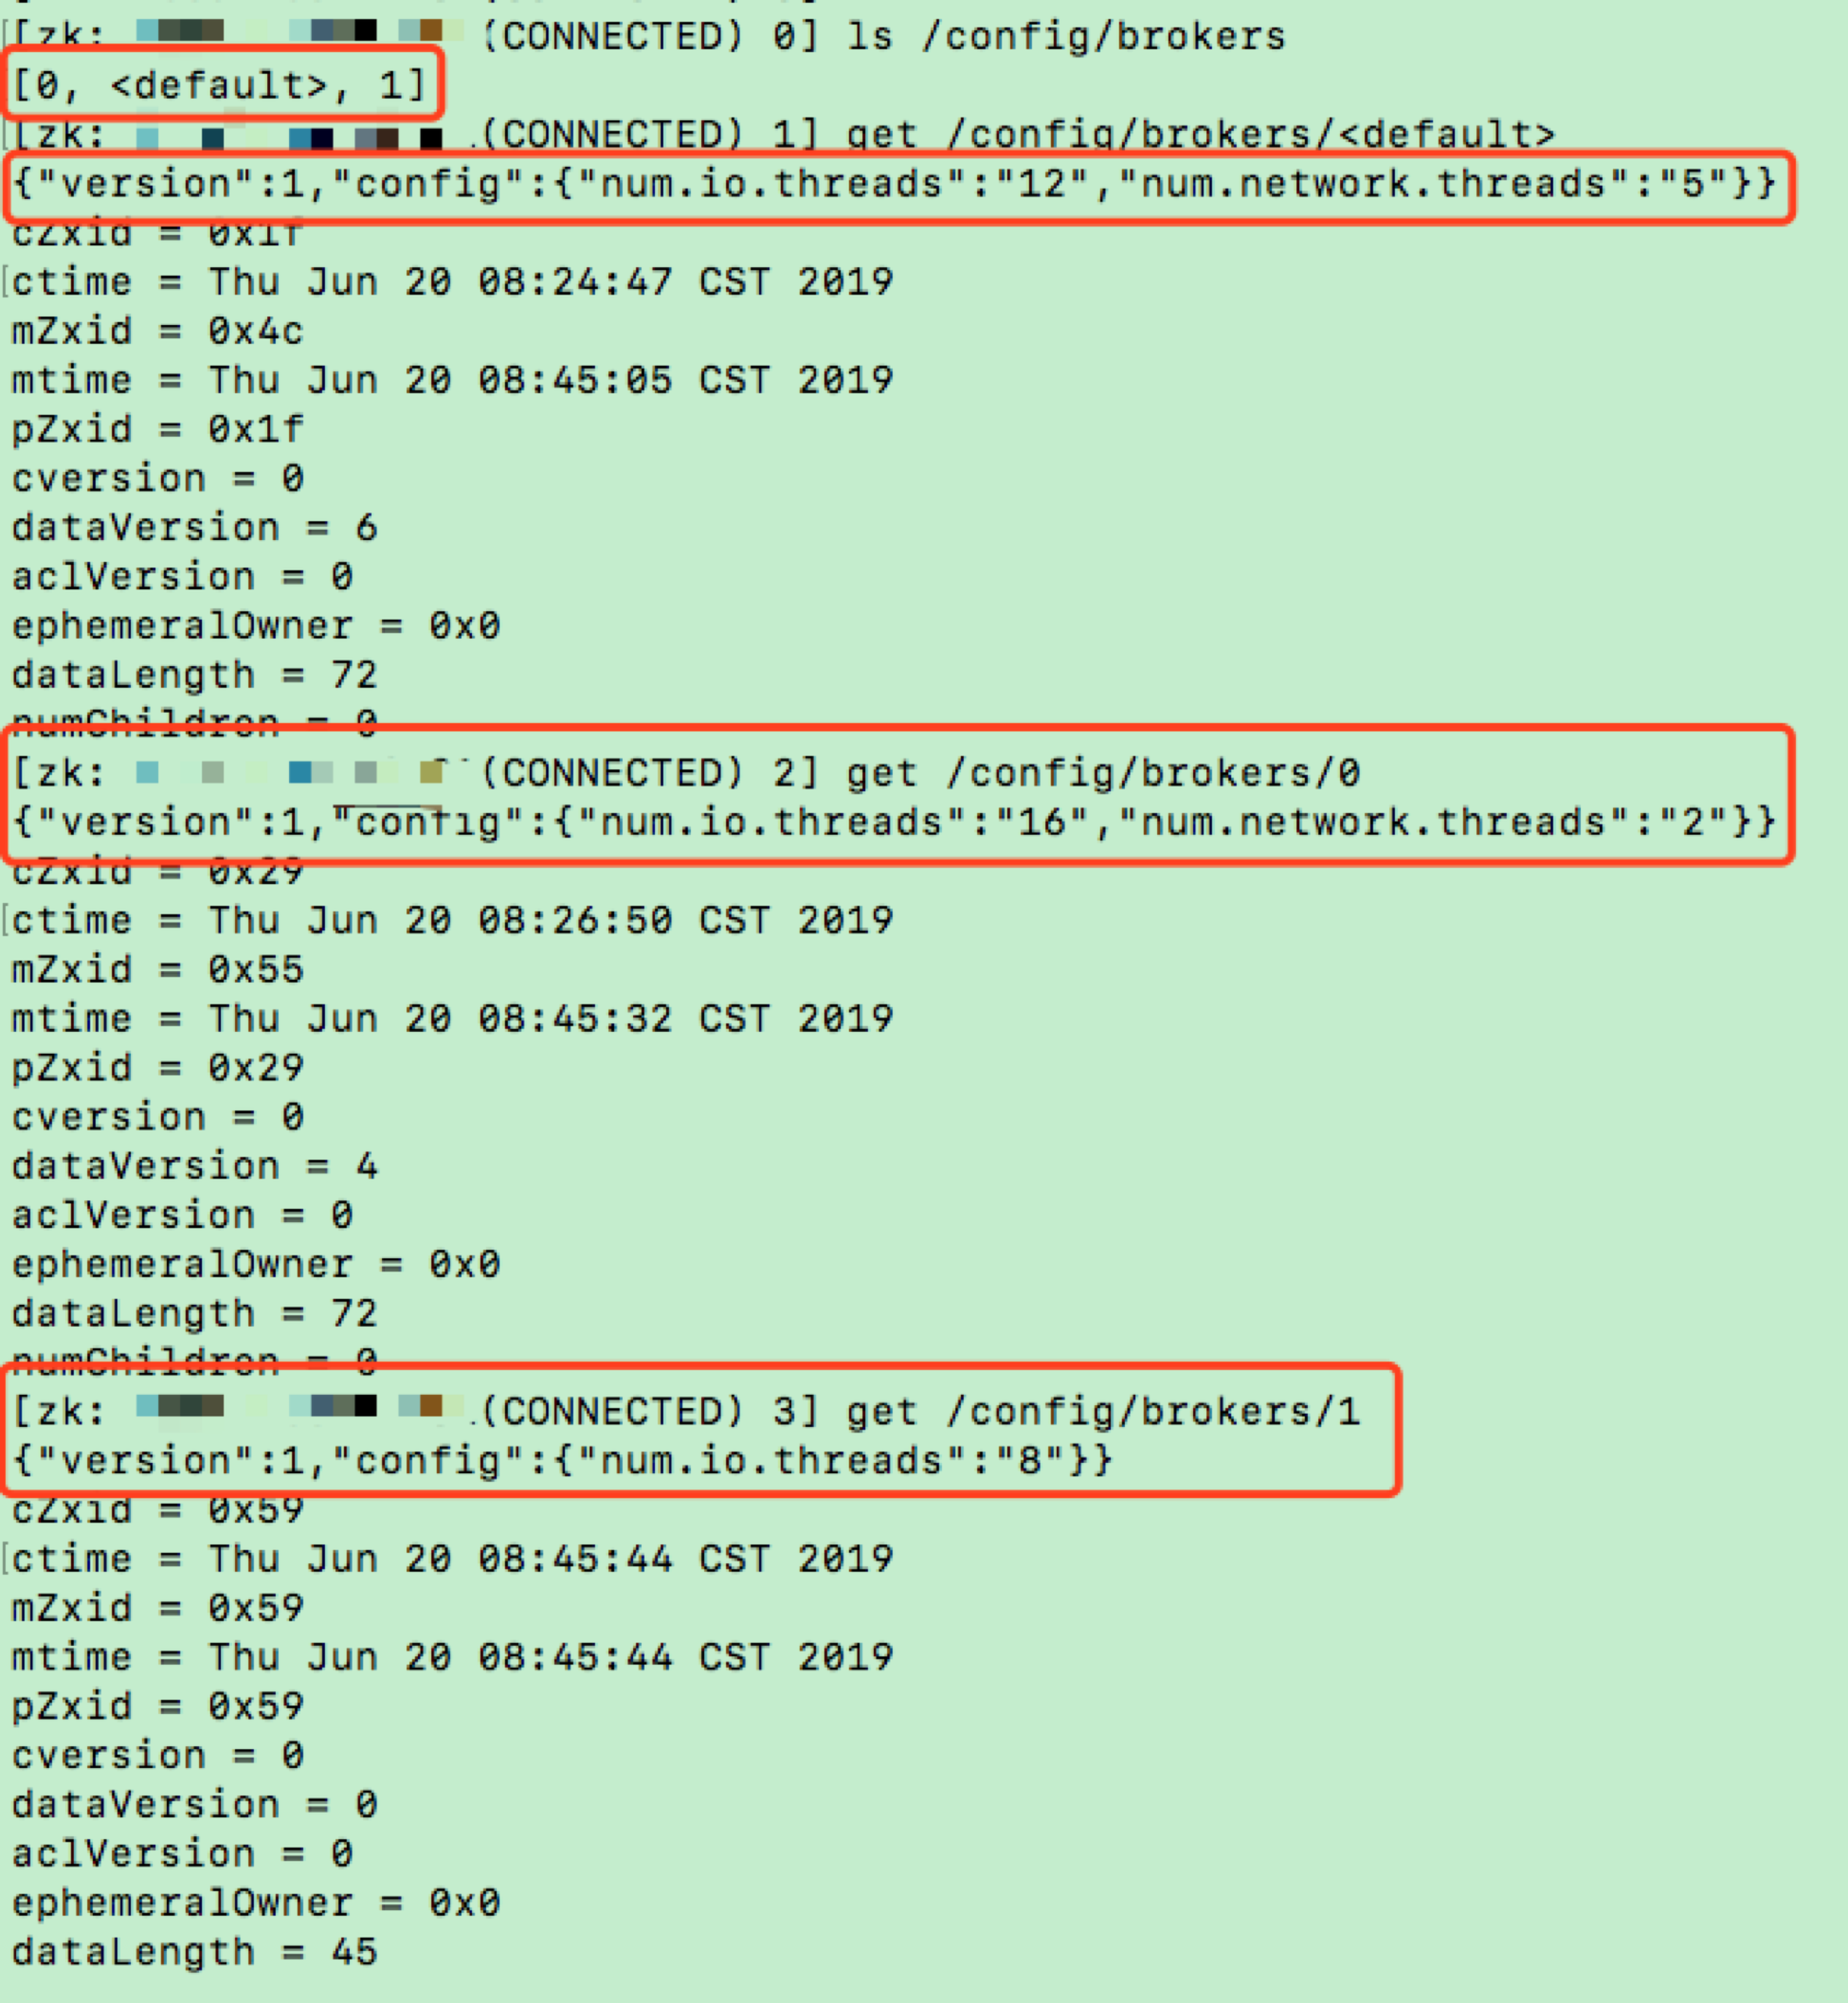 [zk: (CONNECTED) 0] ls /config/brokers
[0, <default>, 1]
[zk: (CONNECTED) 1] get /config/brokers/<default>
{"version":1,"config":{"num.io.threads":"12","num.network.threads":"5"}}
cZxid = 0x1f
ctime = Thu Jun 20 08:24:47 CST 2019
mZxid = 0x4c
mtime = Thu Jun 20 08:45:05 CST 2019
pZxid = 0x1f
cversion = 0
dataVersion = 6
aclVersion = 0
ephemeralOwner = 0x0
dataLength = 72
numChildren = 0
[zk: (CONNECTED) 2] get /config/brokers/0
{"version":1,"config":{"num.io.threads":"16","num.network.threads":"2"}}
cZxid = 0x29
ctime = Thu Jun 20 08:26:50 CST 2019
mZxid = 0x55
mtime = Thu Jun 20 08:45:32 CST 2019
pZxid = 0x29
cversion = 0
dataVersion = 4
aclVersion = 0
ephemeralOwner = 0x0
dataLength = 72
numChildren = 0
[zk: (CONNECTED) 3] get /config/brokers/1
{"version":1,"config":{"num.io.threads":"8"}}
cZxid = 0x59
ctime = Thu Jun 20 08:45:44 CST 2019
mZxid = 0x59
mtime = Thu Jun 20 08:45:44 CST 2019
pZxid = 0x59
cversion = 0
dataVersion = 0
aclVersion = 0
ephemeralOwner = 0x0
dataLength = 45